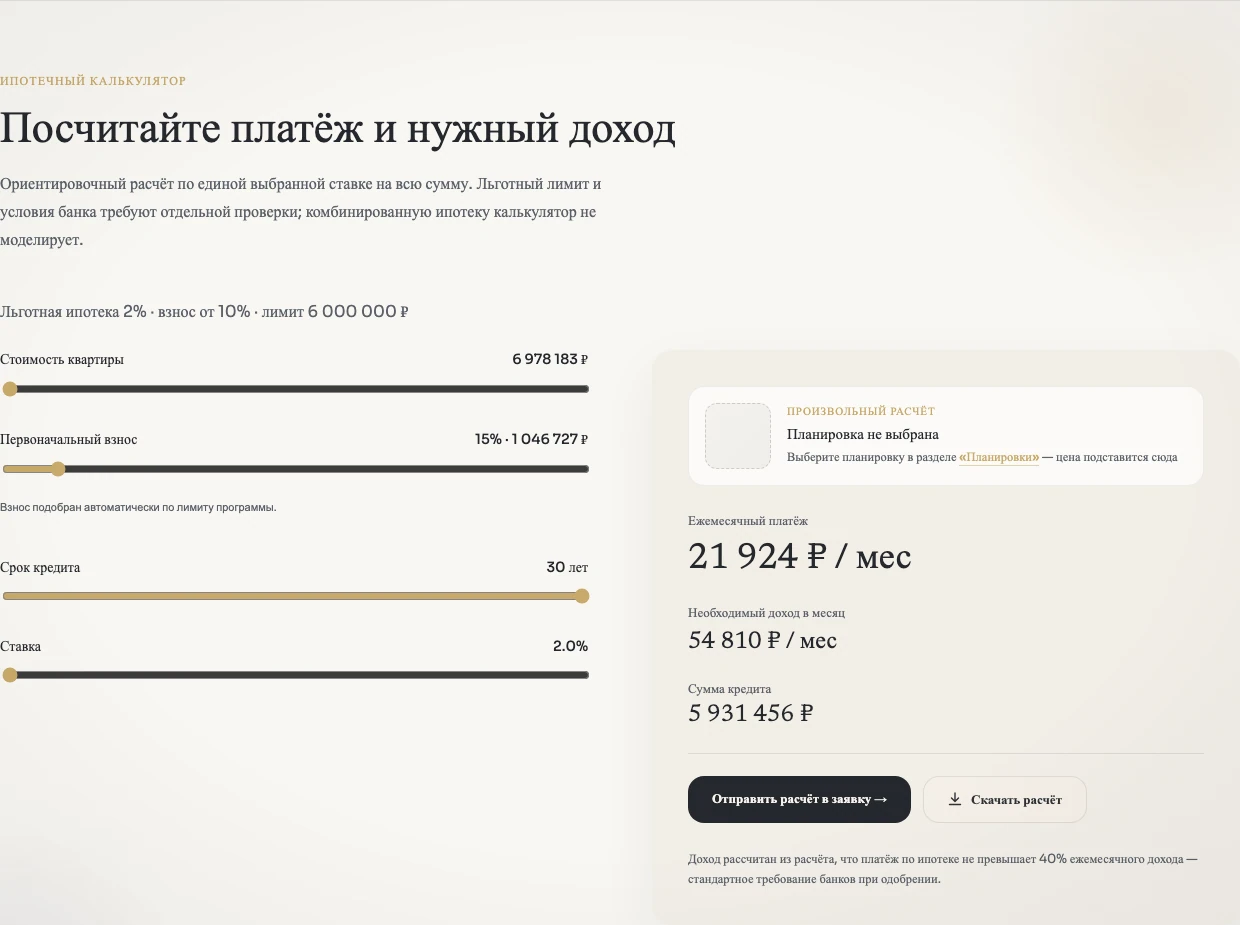 ИПОТЕЧНЫЙ КАЛЬКУЛЯТОР
Посчитайте платёж и нужный доход
Ориентировочный расчёт по единой выбранной ставке на всю сумму. Льготный лимит и
условия банка требуют отдельной проверки; комбинированную ипотеку калькулятор не
моделирует.
Льготная ипотека 2% · взнос от 10% · лимит 6 000 000 ₽
Стоимость квартиры 6 978 183 ₽
Первоначальный взнос 15% · 1 046 727 ₽
Взнос подобран автоматически по лимиту программы.
Срок кредита 30 лет
Ставка 2.0%
ПРОИЗВОЛЬНЫЙ РАСЧЁТ
Планировка не выбрана
Выберите планировку в разделе «Планировки» — цена подставится сюда
Ежемесячный платёж
21 924 ₽ / мес
Необходимый доход в месяц
54 810 ₽ / мес
Сумма кредита
5 931 456 ₽
Отправить расчёт в заявку →
Скачать расчёт
Доход рассчитан из расчёта, что платёж по ипотеке не превышает 40% ежемесячного дохода —
стандартное требование банков при одобрении.